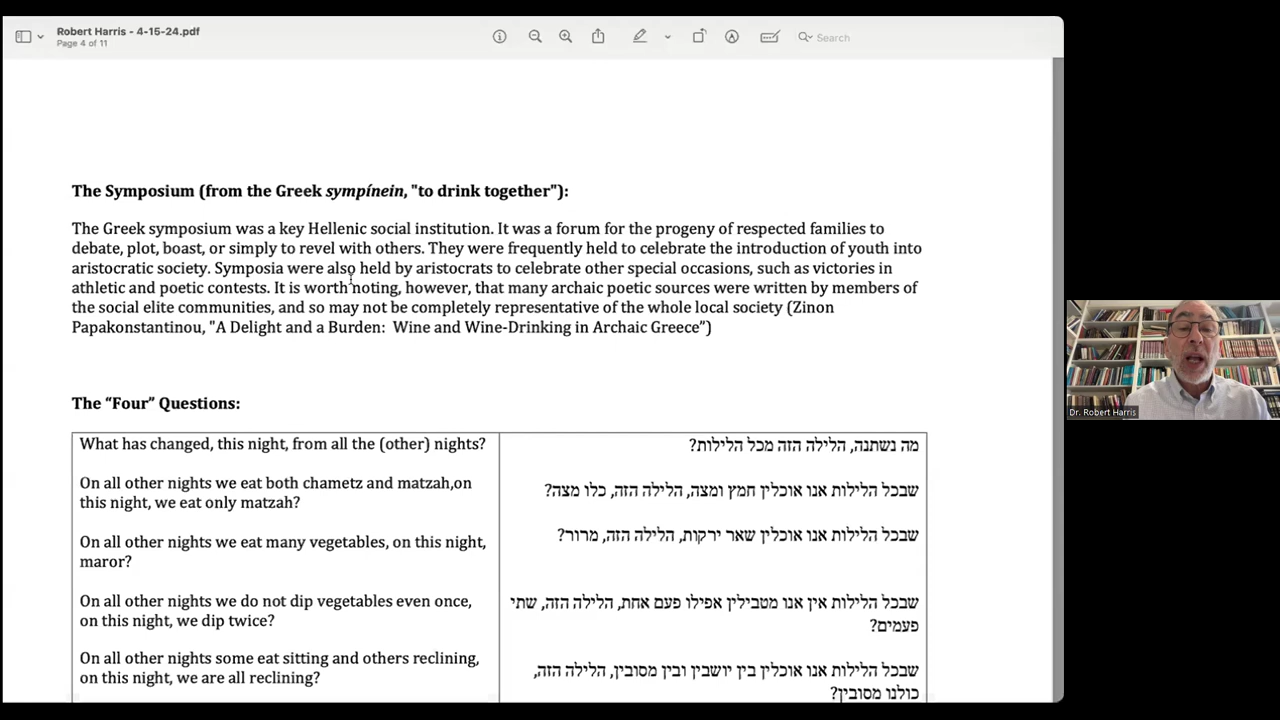 Robert Harris - 4-15-24.pdf
Page 4 of 11
Search
The Symposium (from the Greek sympínein, "to drink together"):
The Greek symposium was a key Hellenic social institution. It was a forum for the progeny of respected families to
debate, plot, boast, or simply to revel with others. They were frequently held to celebrate the introduction of youth into
aristocratic society. Symposia were also held by aristocrats to celebrate other special occasions, such as victories in
athletic and poetic contests. It is worth noting, however, that many archaic poetic sources were written by members of
the social elite communities, and so may not be completely representative of the whole local society (Zinon
Papakonstantinou, "A Delight and a Burden:  Wine and Wine-Drinking in Archaic Greece”)
The “Four” Questions:
What has changed, this night, from all the (other) nights?
On all other nights we eat both chametz and matzah,on
this night, we eat only matzah?
On all other nights we eat many vegetables, on this night,
maror?
On all other nights we do not dip vegetables even once,
on this night, we dip twice?
On all other nights some eat sitting and others reclining,
on this night, we are all reclining?
מה נשתנה, הלילה הזה מכל הלילות?
שבכל הלילות אנו אוכלין חמץ ומצה, הלילה הזה, כלו מצה?
שבכל הלילות אנו אוכלין שאר ירקות, הלילה הזה, מרור?
שבכל הלילות אין אנו מטבילין אפילו פעם אחת, הלילה הזה, שתי
פעמים?
שבכל הלילות אנו אוכלין בין יושבין ובין מסובין, הלילה הזה,
כולנו מסובין?
Dr. Robert Harris